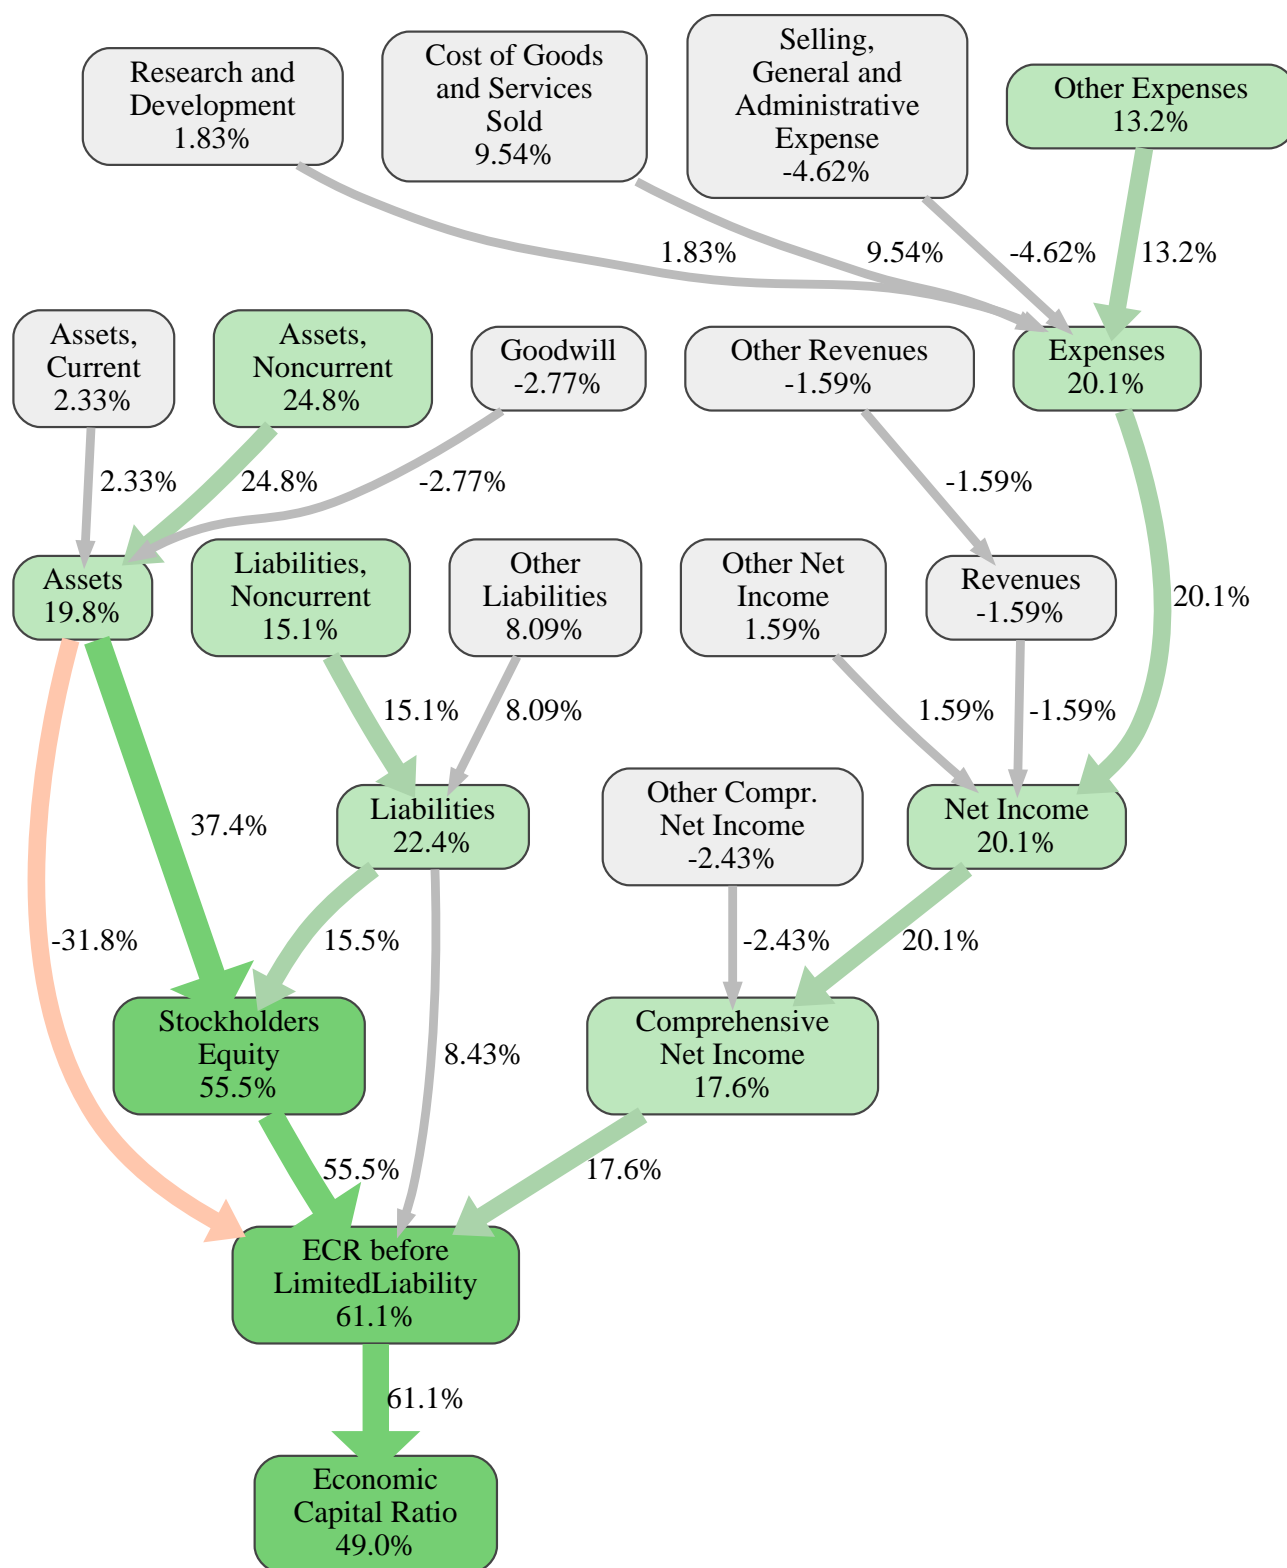 Research and
Development
1.83%
Cost of Goods
and Services
Sold
9.54%
Selling,
General and
Administrative
Expense
-4.62%
Other Expenses
13.2%
1.83%
9.54%
-4.62%
13.2%
Assets,
Current
2.33%
Assets,
Noncurrent
24.8%
Goodwill
-2.77%
Other Revenues
-1.59%
Expenses
20.1%
2.33%
24.8%
-2.77%
-1.59%
20.1%
Assets
19.8%
Liabilities,
Noncurrent
15.1%
Other
Liabilities
8.09%
Other Net
Income
1.59%
Revenues
-1.59%
37.4%
15.1%
8.09%
1.59%
-1.59%
Liabilities
22.4%
Other Compr.
Net Income
-2.43%
Net Income
20.1%
-31.8%
15.5%
8.43%
-2.43%
20.1%
Stockholders
Equity
55.5%
Comprehensive
Net Income
17.6%
55.5%
17.6%
ECR before
LimitedLiability
61.1%
61.1%
Economic
Capital Ratio
49.0%